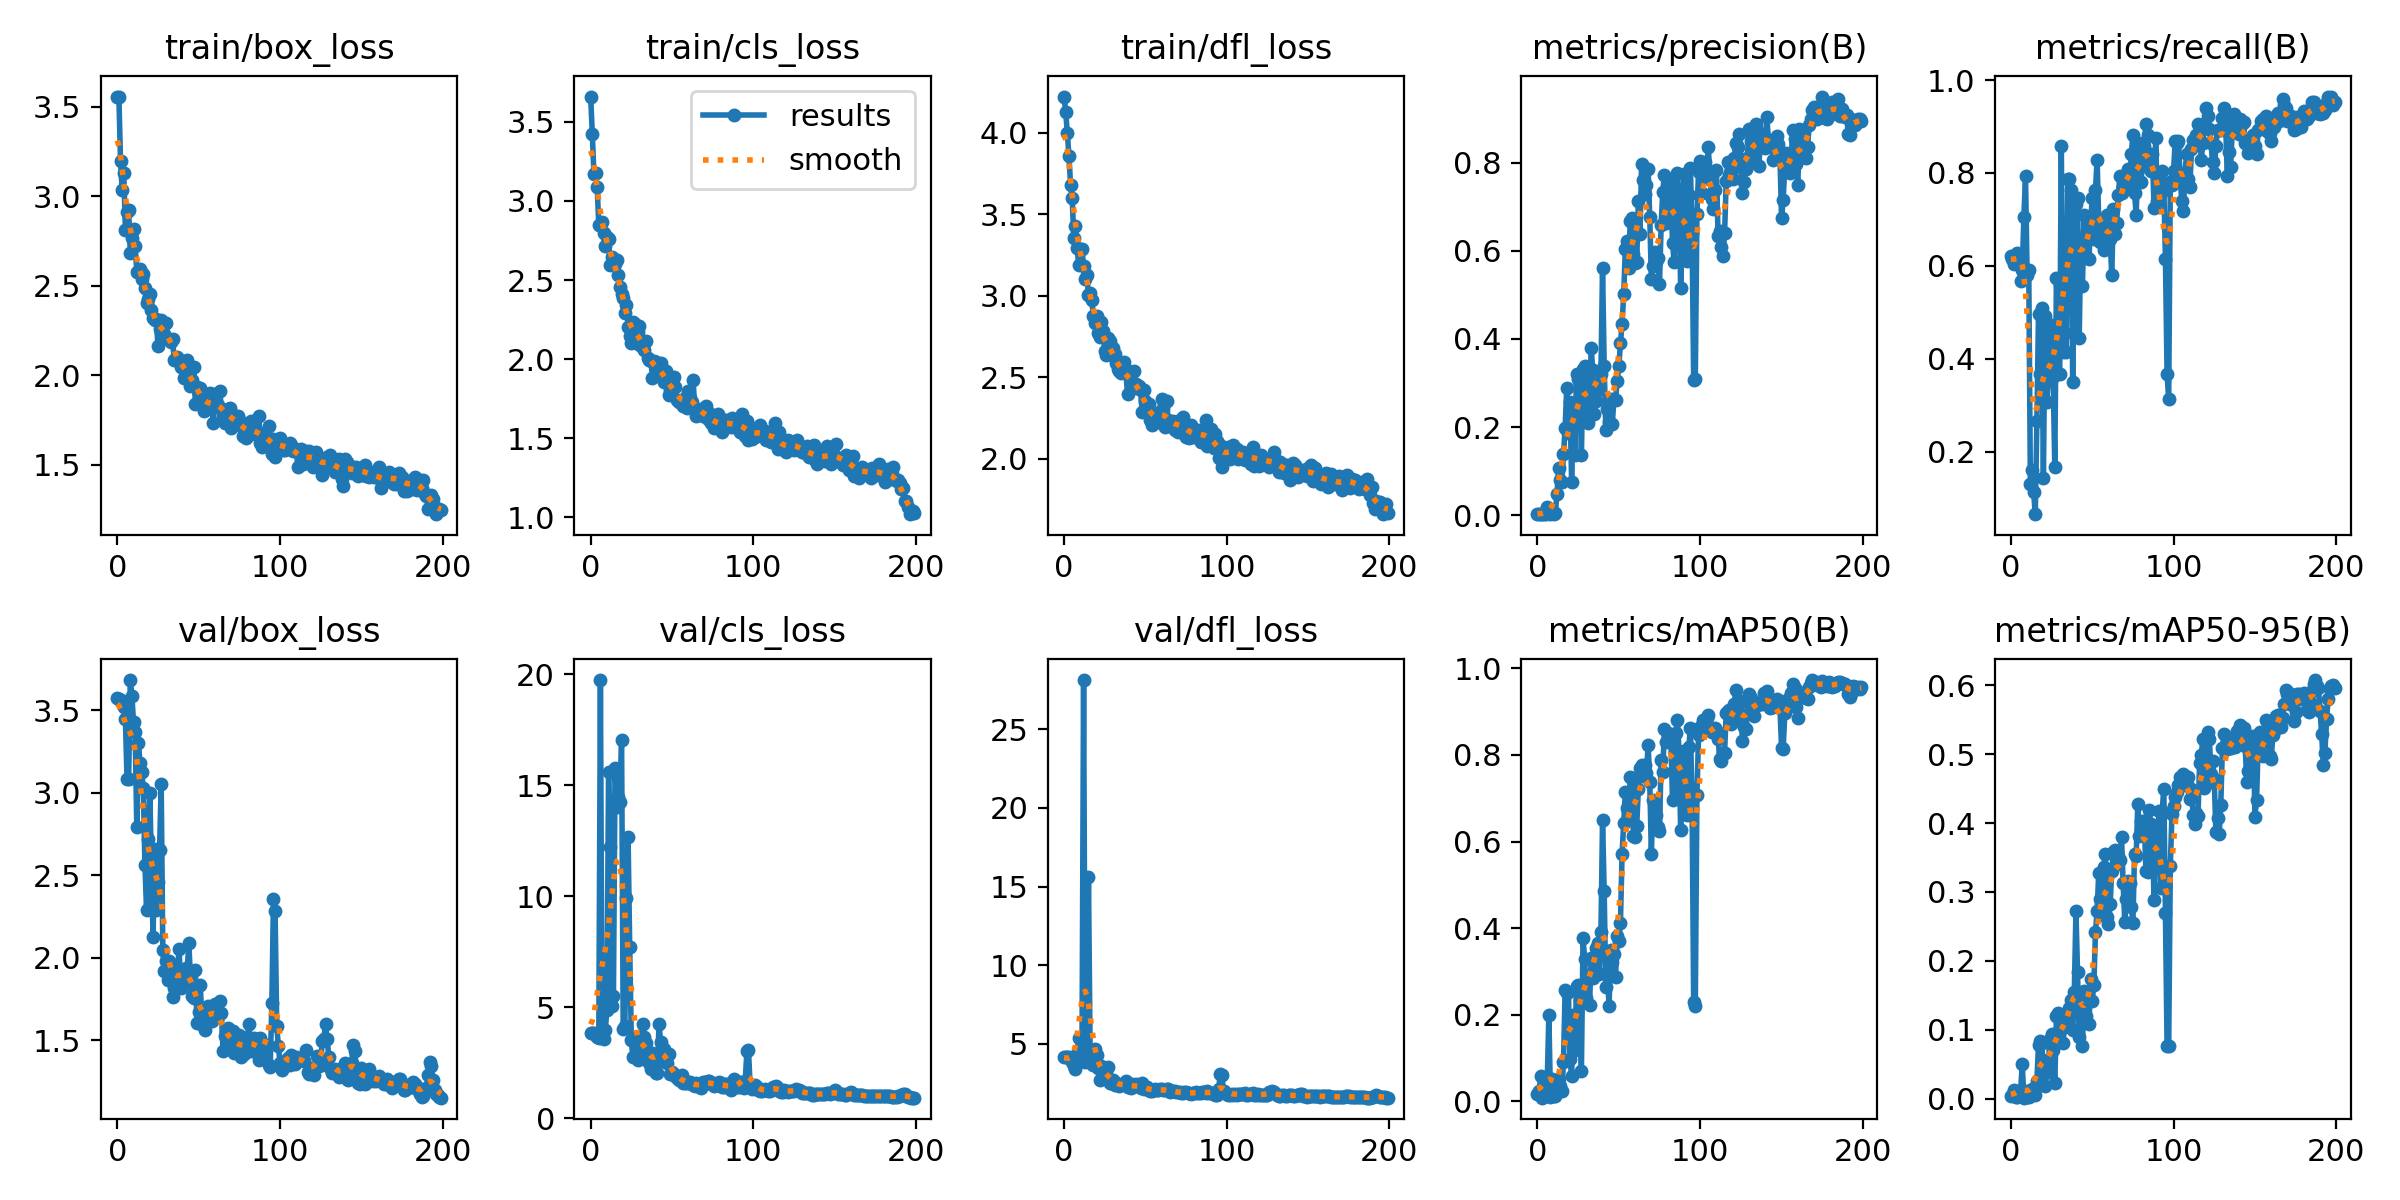 train/box_loss
3.5
3.0
2.5
2.0
1.5
0 100 200
train/cls_loss
results
smooth
3.5
3.0
2.5
2.0
1.5
1.0
0 100 200
train/dfl_loss
4.0
3.5
3.0
2.5
2.0
0 100 200
metrics/precision(B)
0.8
0.6
0.4
0.2
0.0
0 100 200
metrics/recall(B)
1.0
0.8
0.6
0.4
0.2
0 100 200
val/box_loss
3.5
3.0
2.5
2.0
1.5
0 100 200
val/cls_loss
20
15
10
5
0
0 100 200
val/dfl_loss
25
20
15
10
5
0 100 200
metrics/mAP50(B)
1.0
0.8
0.6
0.4
0.2
0.0
0 100 200
metrics/mAP50-95(B)
0.6
0.5
0.4
0.3
0.2
0.1
0.0
0 100 200